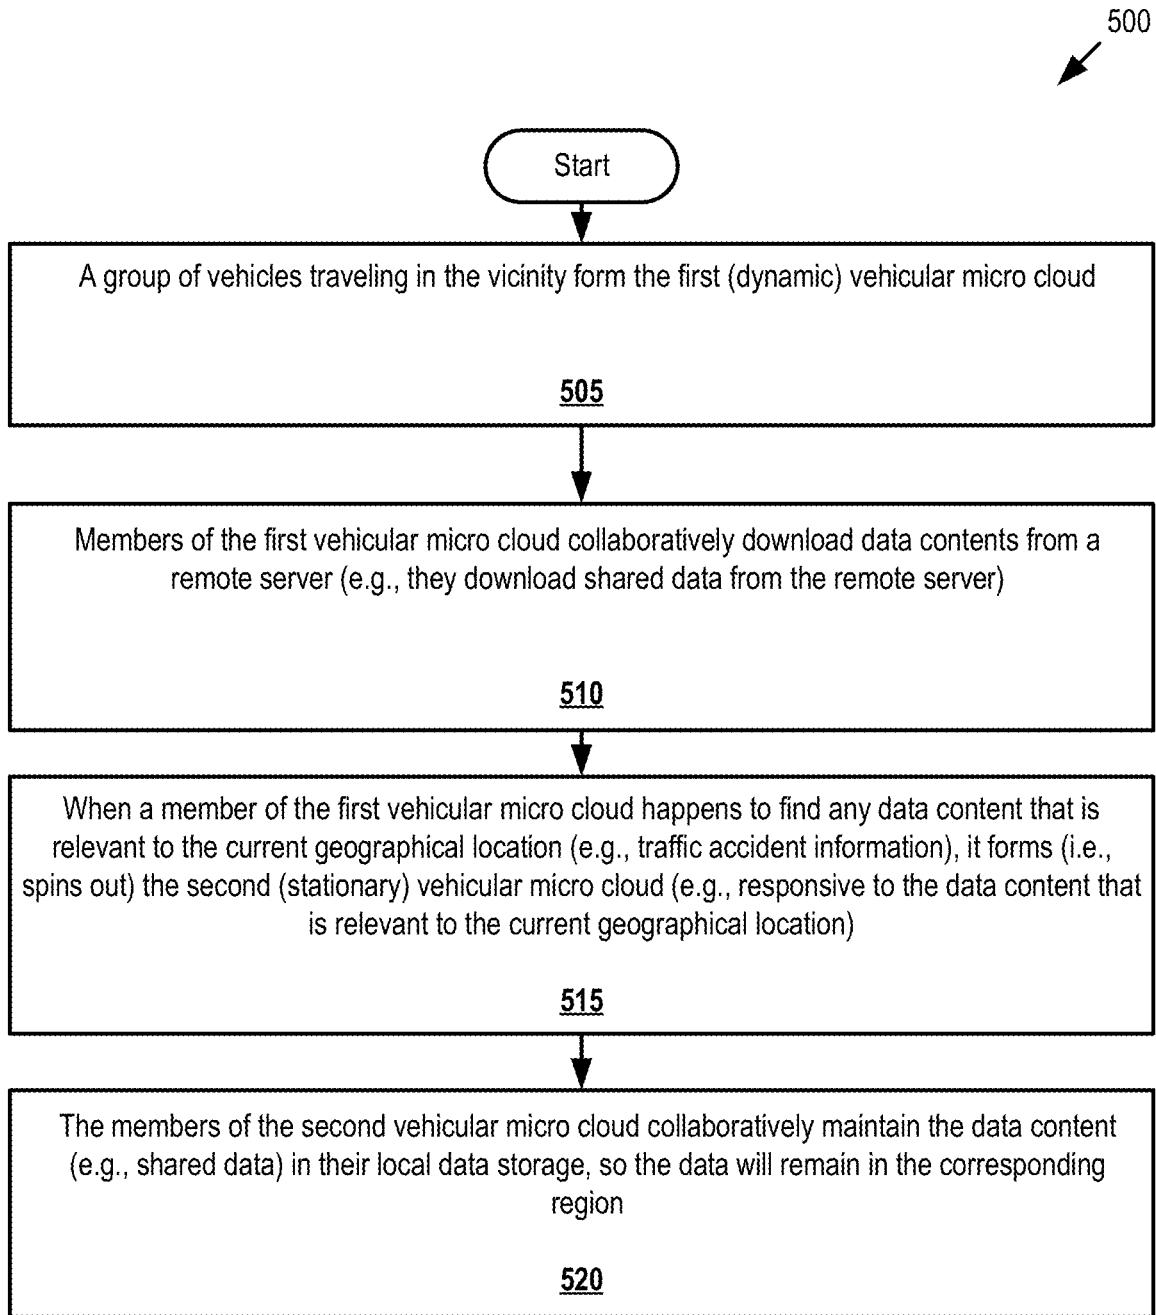 500
Start
A group of vehicles traveling in the vicinity form the first (dynamic) vehicular micro cloud
505
Members of the first vehicular micro cloud collaboratively download data contents from a
remote server (e.g., they download shared data from the remote server)
510
When a member of the first vehicular micro cloud happens to find any data content that is
relevant to the current geographical location (e.g., traffic accident information), it forms (i.e.,
spins out) the second (stationary) vehicular micro cloud (e.g., responsive to the data content that
is relevant to the current geographical location)
515
The members of the second vehicular micro cloud collaboratively maintain the data content
(e.g., shared data) in their local data storage, so the data will remain in the corresponding
region
520